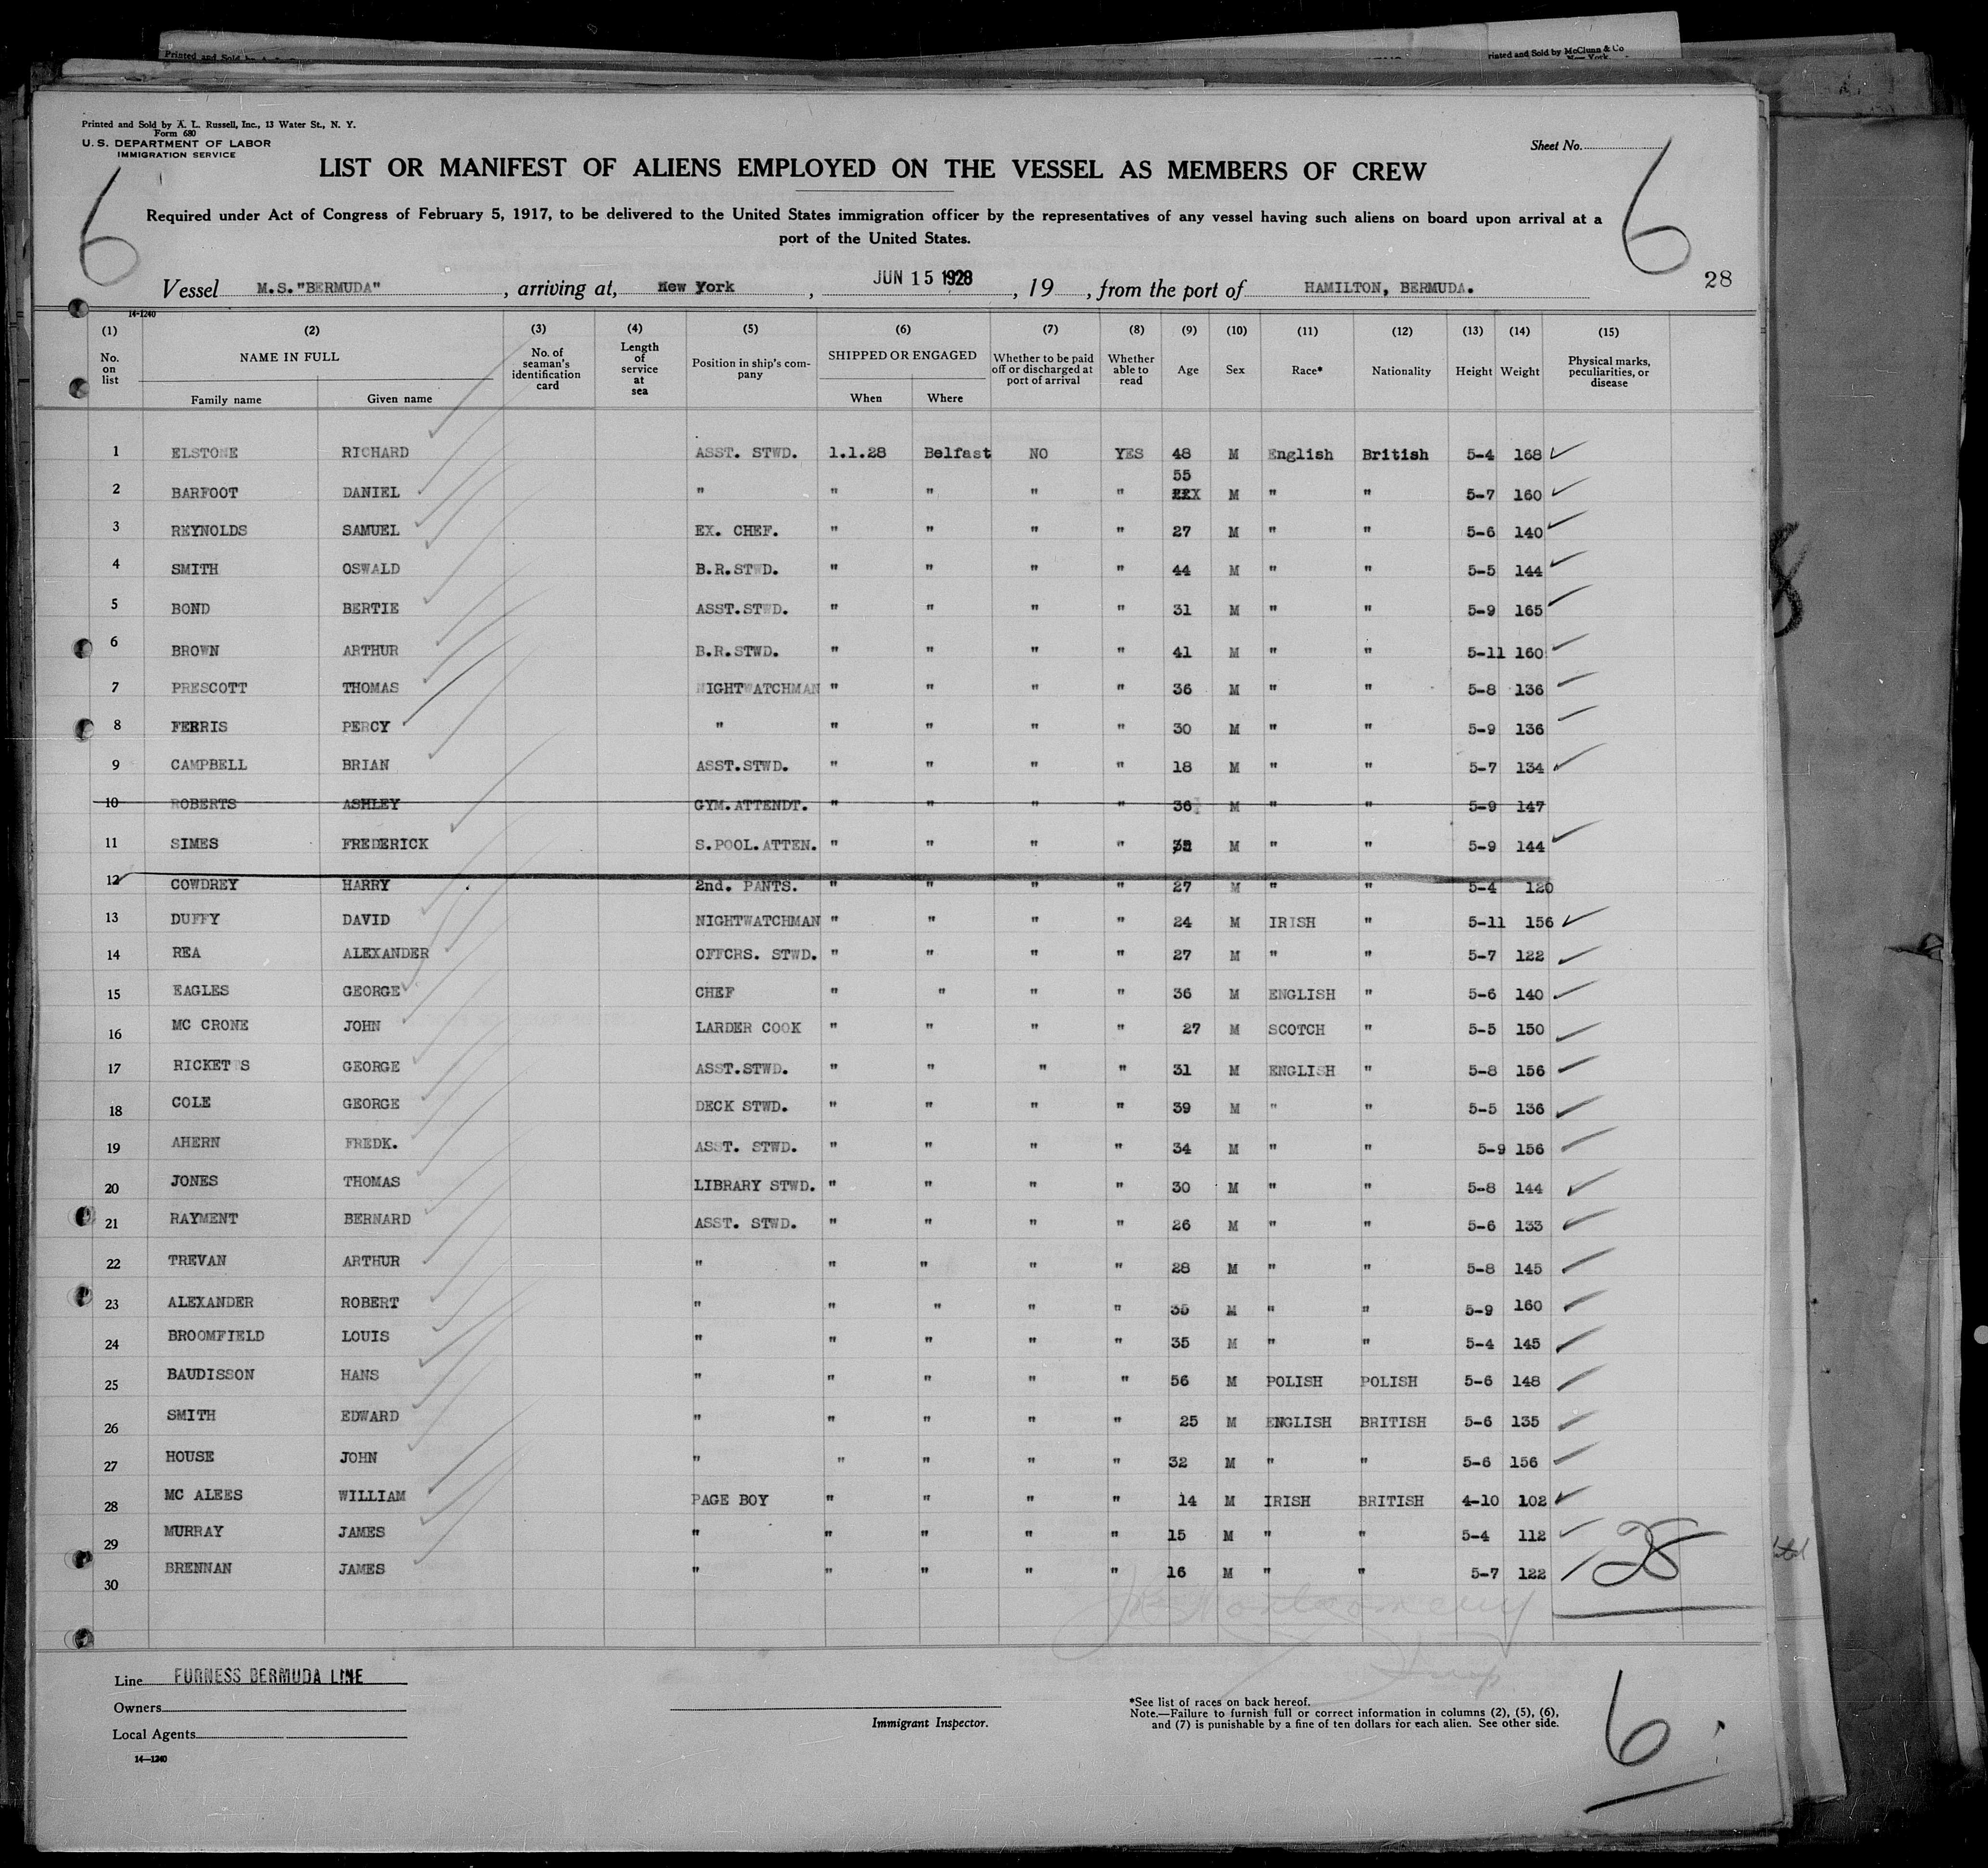 Printed and Sold by McClunn & Co
New York
Printed and Sold by A. L. Russell, Inc., 13 Water St., N. Y.
Form 680
U. S. DEPARTMENT OF LABOR
IMMIGRATION SERVICE
Sheet No.
6
6
LIST OR MANIFEST OF ALIENS EMPLOYED ON THE VESSEL AS MEMBERS OF CREW
Required under Act of Congress of February 5, 1917, to be delivered to the United States immigration officer by the representatives of any vessel having such aliens on board upon arrival at a
port of the United States.
Vessel M.S."BERMUDA", arriving at, New York, JUN 15 1928, 19, from the port of HAMILTON, BERMUDA. 28
14-1240
(1) (2) (3) (4) (5) (6) (7) (8) (9) (10) (11) (12) (13) (14) (15)
No. on list NAME IN FULL Family name Given name No. of seaman's identification card Length of service at sea Position in ship's company SHIPPED OR ENGAGED When Where Whether to be paid off or discharged at port of arrival Whether able to read Age Sex Race* Nationality Height Weight Physical marks, peculiarities, or disease
1 ELSTONE RICHARD ASST. STWD. 1.1.28 Belfast NO YES 48 M English British 5-4 168
2 BARFOOT DANIEL " " " " " 55 M " " 5-7 160
3 REYNOLDS SAMUEL EX. CHEF. " " " " 27 M " " 5-6 140
4 SMITH OSWALD B.R.STWD. " " " " 44 M " " 5-5 144
5 BOND BERTIE ASST.STWD. " " " " 31 M " " 5-9 165
6 BROWN ARTHUR B.R.STWD. " " " " 41 M " " 5-11 160
7 PRESCOTT THOMAS NIGHTWATCHMAN " " " " 36 M " " 5-8 136
8 FERRIS PERCY " " " " " 30 M " " 5-9 136
9 CAMPBELL BRIAN ASST.STWD. " " " " 18 M " " 5-7 134
10 ROBERTS ASHLEY GYM.ATTENDT. " " " " 36 M " " 5-9 147
11 SIMES FREDERICK S.POOL.ATTEN. " " " " M " " 5-9 144
12 COWDREY HARRY 2nd. PANTS. " " " " 27 M " " 5-4 120
13 DUFFY DAVID NIGHTWATCHMAN " " " " 24 M IRISH " 5-11 156
14 REA ALEXANDER OFFCRS. STWD. " " " " 27 M " " 5-7 122
15 EAGLES GEORGE CHEF " " " " 36 M ENGLISH " 5-6 140
16 MC CRONE JOHN LARDER COOK " " " " 27 M SCOTCH " 5-5 150
17 RICKETTS GEORGE ASST.STWD. " " " " 31 M ENGLISH " 5-8 156
18 COLE GEORGE DECK STWD. " " " " 39 M " " 5-5 136
19 AHERN FREDK. ASST. STWD. " " " " 34 M " " 5-9 156
20 JONES THOMAS LIBRARY STWD. " " " " 30 M " " 5-8 144
21 RAYMENT BERNARD ASST. STWD. " " " " 26 M " " 5-6 133
22 TREVAN ARTHUR " " " " " 28 M " " 5-8 145
23 ALEXANDER ROBERT " " " " " 35 M " " 5-9 160
24 BROOMFIELD LOUIS " " " " " 35 M " " 5-4 145
25 BAUDISSON HANS " " " " " 56 M POLISH POLISH 5-6 148
26 SMITH EDWARD " " " " " 25 M ENGLISH BRITISH 5-6 135
27 HOUSE JOHN " " " " " 32 M " " 5-6 156
28 MC ALEES WILLIAM PAGE BOY " " " " 14 M IRISH BRITISH 4-10 102
29 MURRAY JAMES " " " " " 15 M " " 5-4 112
30 BRENNAN JAMES " " " " " 16 M " " 5-7 122
28
Montgomery
Line FURNESS BERMUDA LINE
Owners
Local Agents
14-1240
Immigrant Inspector.
*See list of races on back hereof.
Note.—Failure to furnish full or correct information in columns (2), (5), (6),
and (7) is punishable by a fine of ten dollars for each alien. See other side.
6